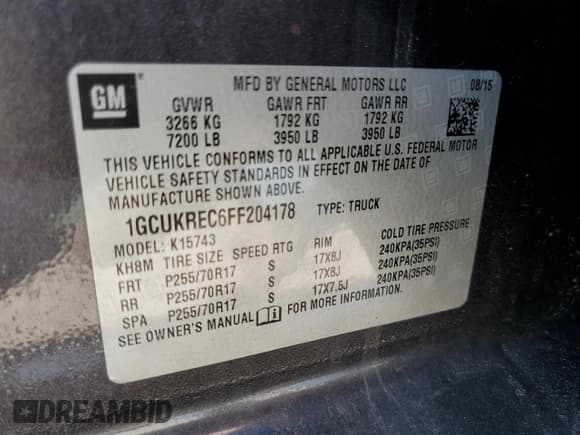 GM
MFD BY GENERAL MOTORS LLC 08/15
GVWR GAWR FRT GAWR RR
3266 KG 1792 KG 1792 KG
7200 LB 3950 LB 3950 LB
THIS VEHICLE CONFORMS TO ALL APPLICABLE U.S. FEDERAL MOTOR
VEHICLE SAFETY STANDARDS IN EFFECT ON THE DATE OF
MANUFACTURE SHOWN ABOVE.
1GCUKREC6FF204178 TYPE: TRUCK
MODEL: K15743
KH8M TIRE SIZE SPEED RTG RIM COLD TIRE PRESSURE
FRT P255/70R17 S 17X8J 240KPA(35PSI)
RR P255/70R17 S 17X8J 240KPA(35PSI)
SPA P255/70R17 S 17X7.5J 240KPA(35PSI)
SEE OWNER'S MANUAL FOR MORE INFORMATION.
DREAMBID